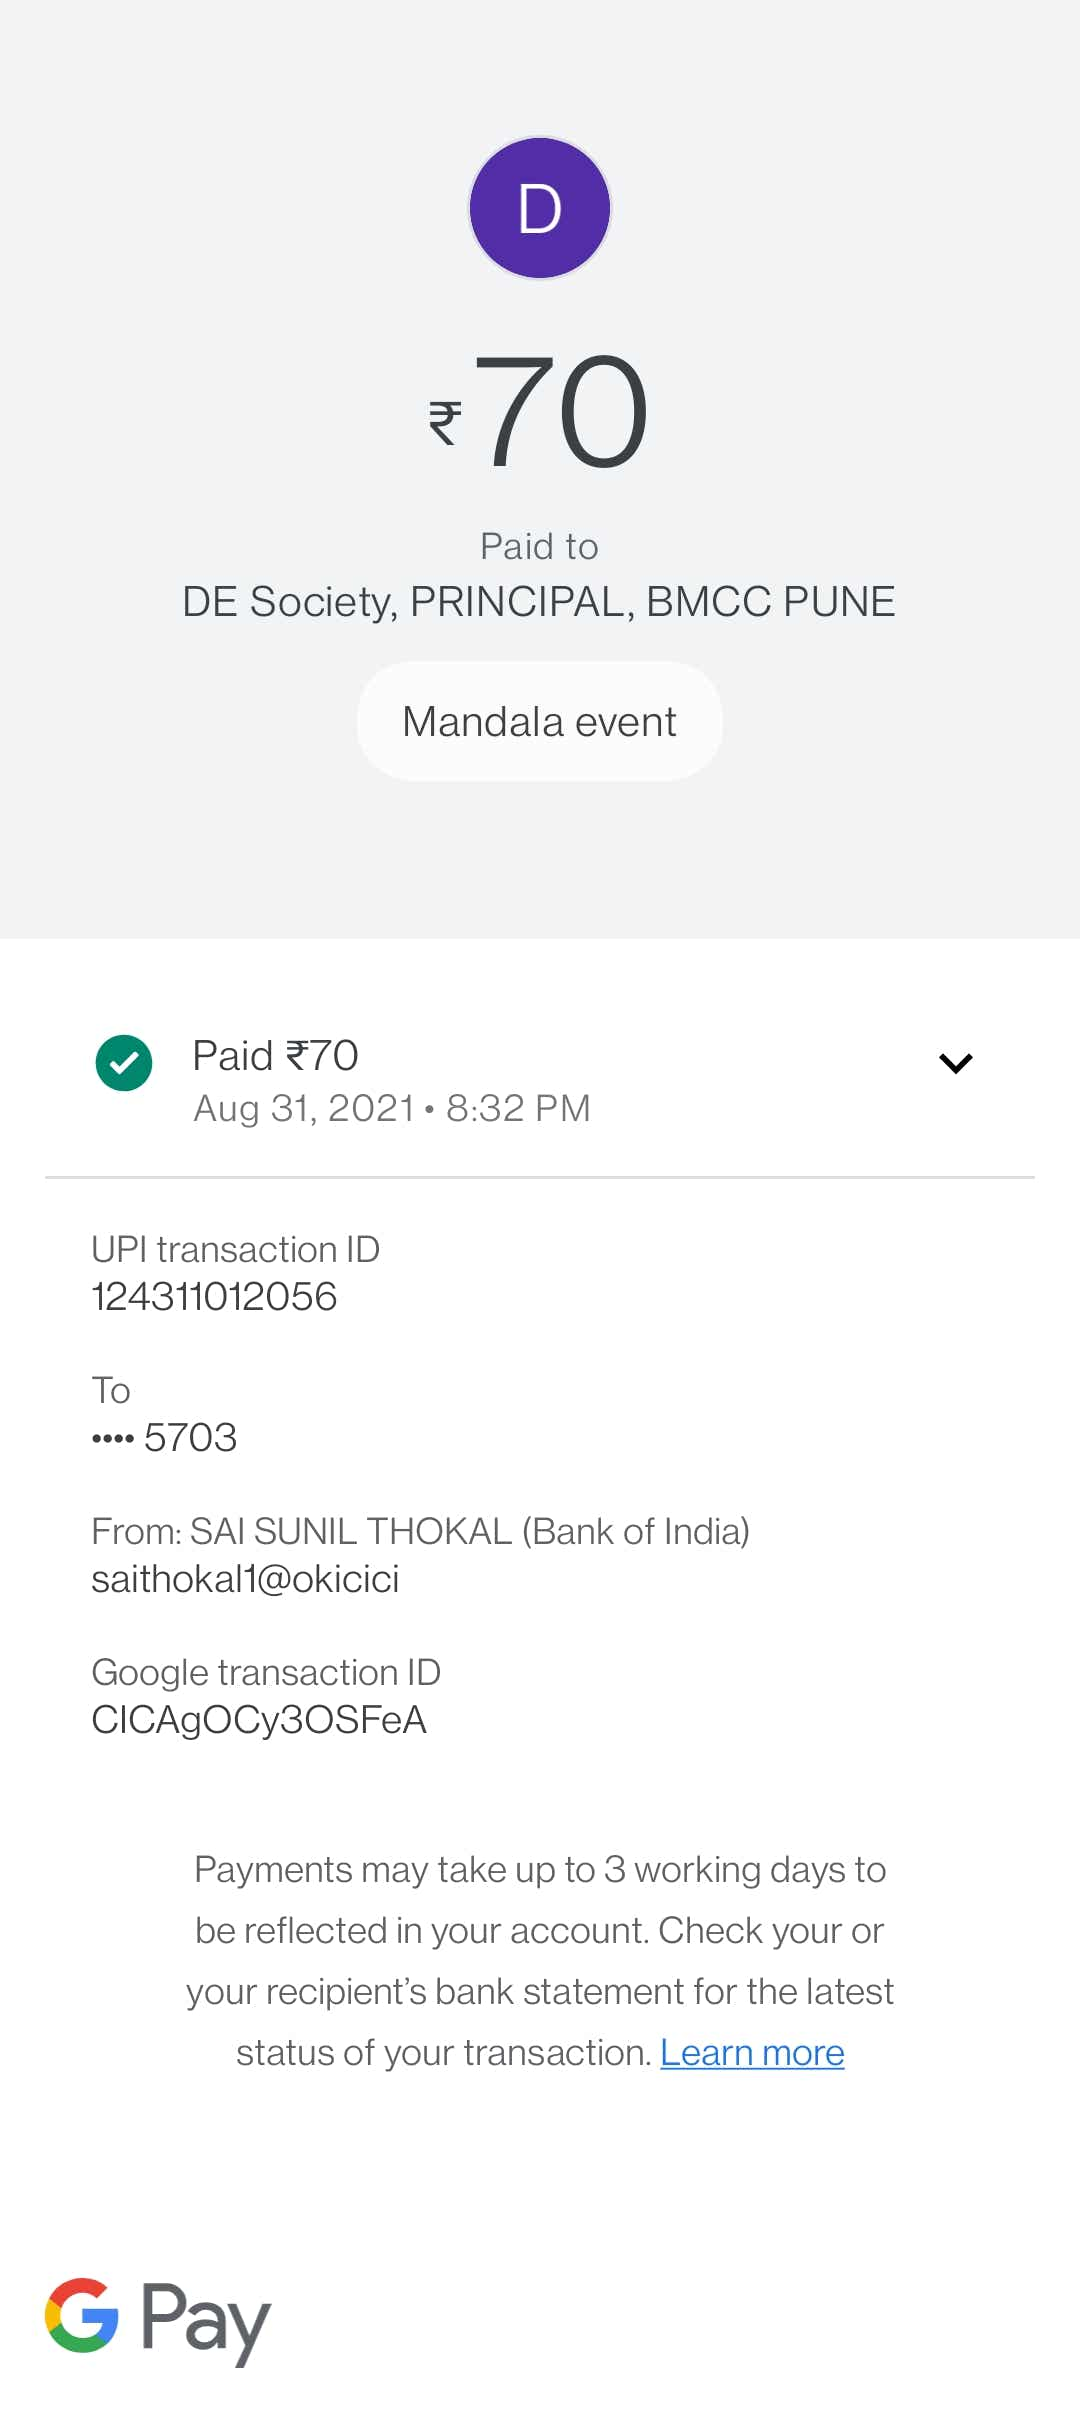 D
₹70
Paid to
DE Society, PRINCIPAL, BMCC PUNE
Mandala event
Paid ₹70
Aug 31, 2021 • 8:32 PM
UPI transaction ID
124311012056
To
•••• 5703
From: SAI SUNIL THOKAL (Bank of India)
saithokal1@okicici
Google transaction ID
CICAgOCy3OSFeA
Payments may take up to 3 working days to
be reflected in your account. Check your or
your recipient's bank statement for the latest
status of your transaction. Learn more
G Pay